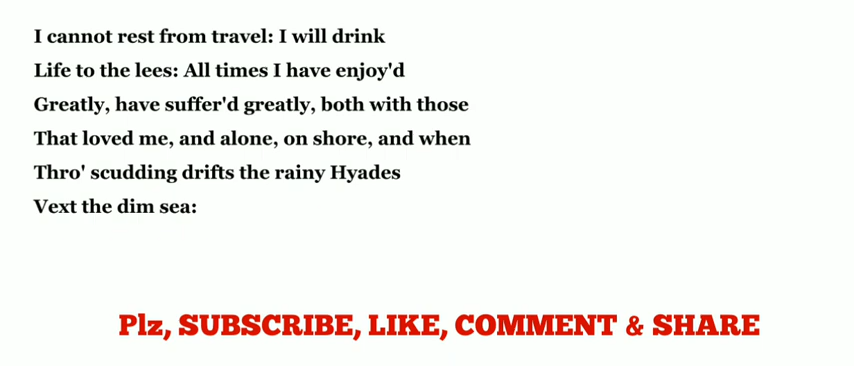 I cannot rest from travel: I will drink
Life to the lees: All times I have enjoy'd
Greatly, have suffer'd greatly, both with those
That loved me, and alone, on shore, and when
Thro' scudding drifts the rainy Hyades
Vext the dim sea:
Plz, SUBSCRIBE, LIKE, COMMENT & SHARE